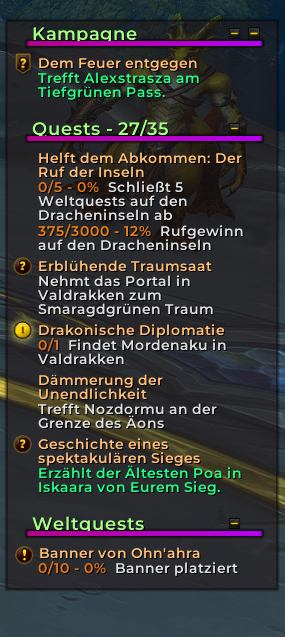 Kampagne
Dem Feuer entgegen
Trefft Alexstrasza am
Tiefgrünen Pass.
Quests - 27/35
Helft dem Abkommen: Der
Ruf der Inseln
0/5 - 0% Schließt 5
Weltquests auf den
Dracheninseln ab
375/3000 - 12% Rufgewinn
auf den Dracheninseln
Erblühende Traumsaat
Nehmt das Portal in
Valdrakken zum
Smaragdgrünen Traum
Drakonische Diplomatie
0/1 Findet Mordenaku in
Valdrakken
Dämmerung der
Unendlichkeit
Trefft Nozdormu an der
Grenze des Äons
Geschichte eines
spektakulären Sieges
Erzählt der Ältesten Poa in
Iskaara von Eurem Sieg.
Weltquests
Banner von Ohn'ahra
0/10 - 0% Banner platziert